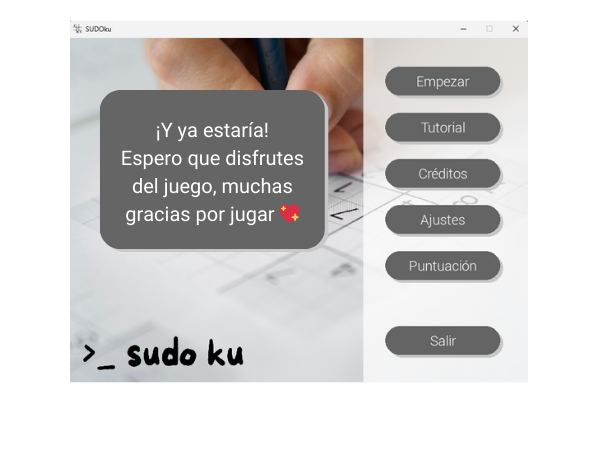 SUDOku
¡Y ya estaría!
Espero que disfrutes
del juego, muchas
gracias por jugar 💖
>_ sudo ku
Empezar
Tutorial
Créditos
Ajustes
Puntuación
Salir